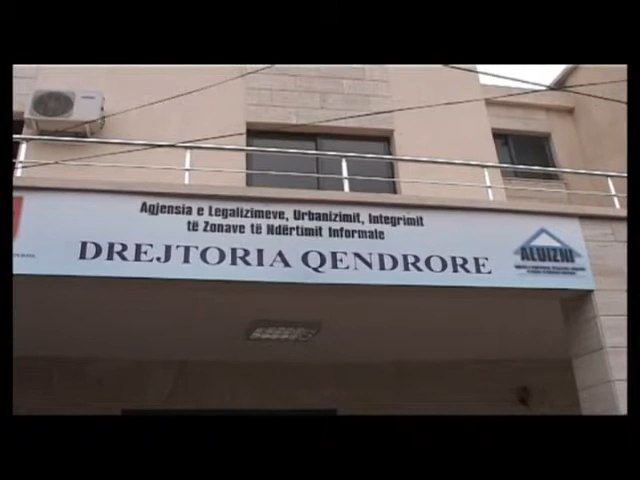 Agjensia e Legalizimeve, Urbanizimit, Integrimit
të Zonave të Ndërtimit Informale
DREJTORIA QENDRORE
ALUIZNI